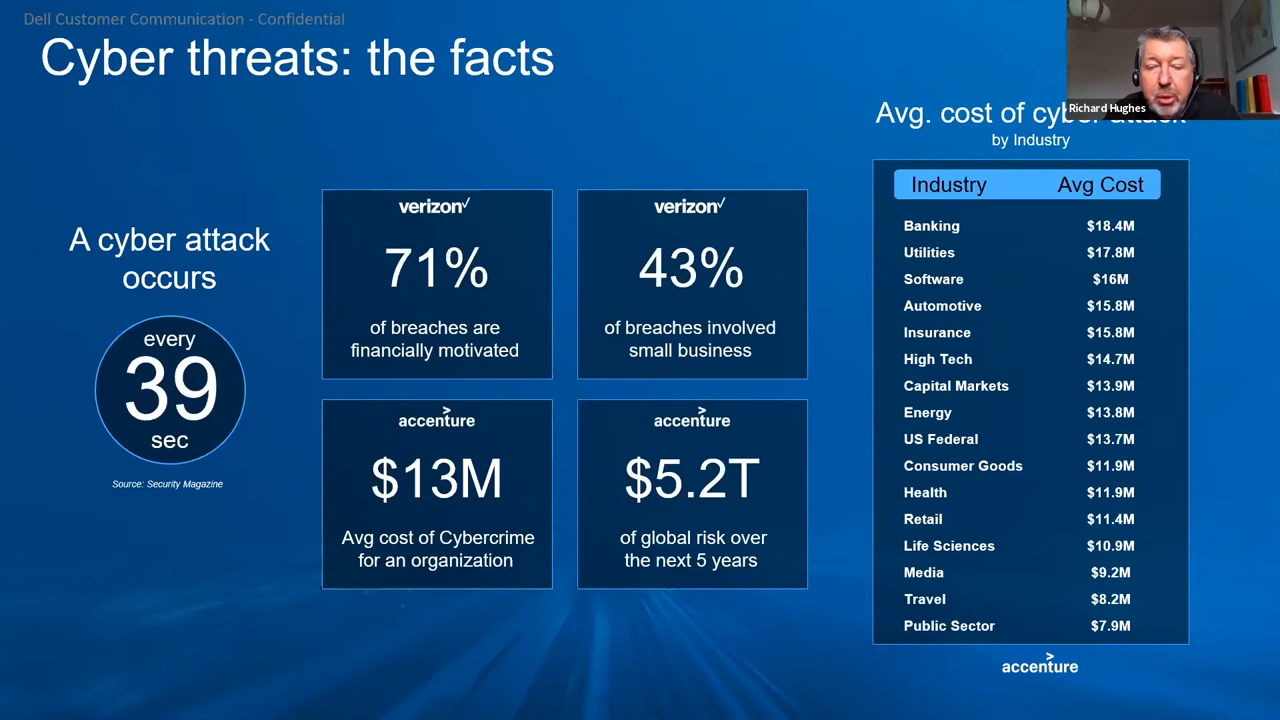 Dell Customer Communication - Confidential
Cyber threats: the facts
Richard Hughes
A cyber attack
occurs
every
39
sec
Source: Security Magazine
verizon✓
71%
of breaches are
financially motivated
verizon✓
43%
of breaches involved
small business
accenture
$13M
Avg cost of Cybercrime
for an organization
accenture
$5.2T
of global risk over
the next 5 years
Avg. cost of cyber attack
by Industry
Industry Avg Cost
Banking $18.4M
Utilities $17.8M
Software $16M
Automotive $15.8M
Insurance $15.8M
High Tech $14.7M
Capital Markets $13.9M
Energy $13.8M
US Federal $13.7M
Consumer Goods $11.9M
Health $11.9M
Retail $11.4M
Life Sciences $10.9M
Media $9.2M
Travel $8.2M
Public Sector $7.9M
accenture